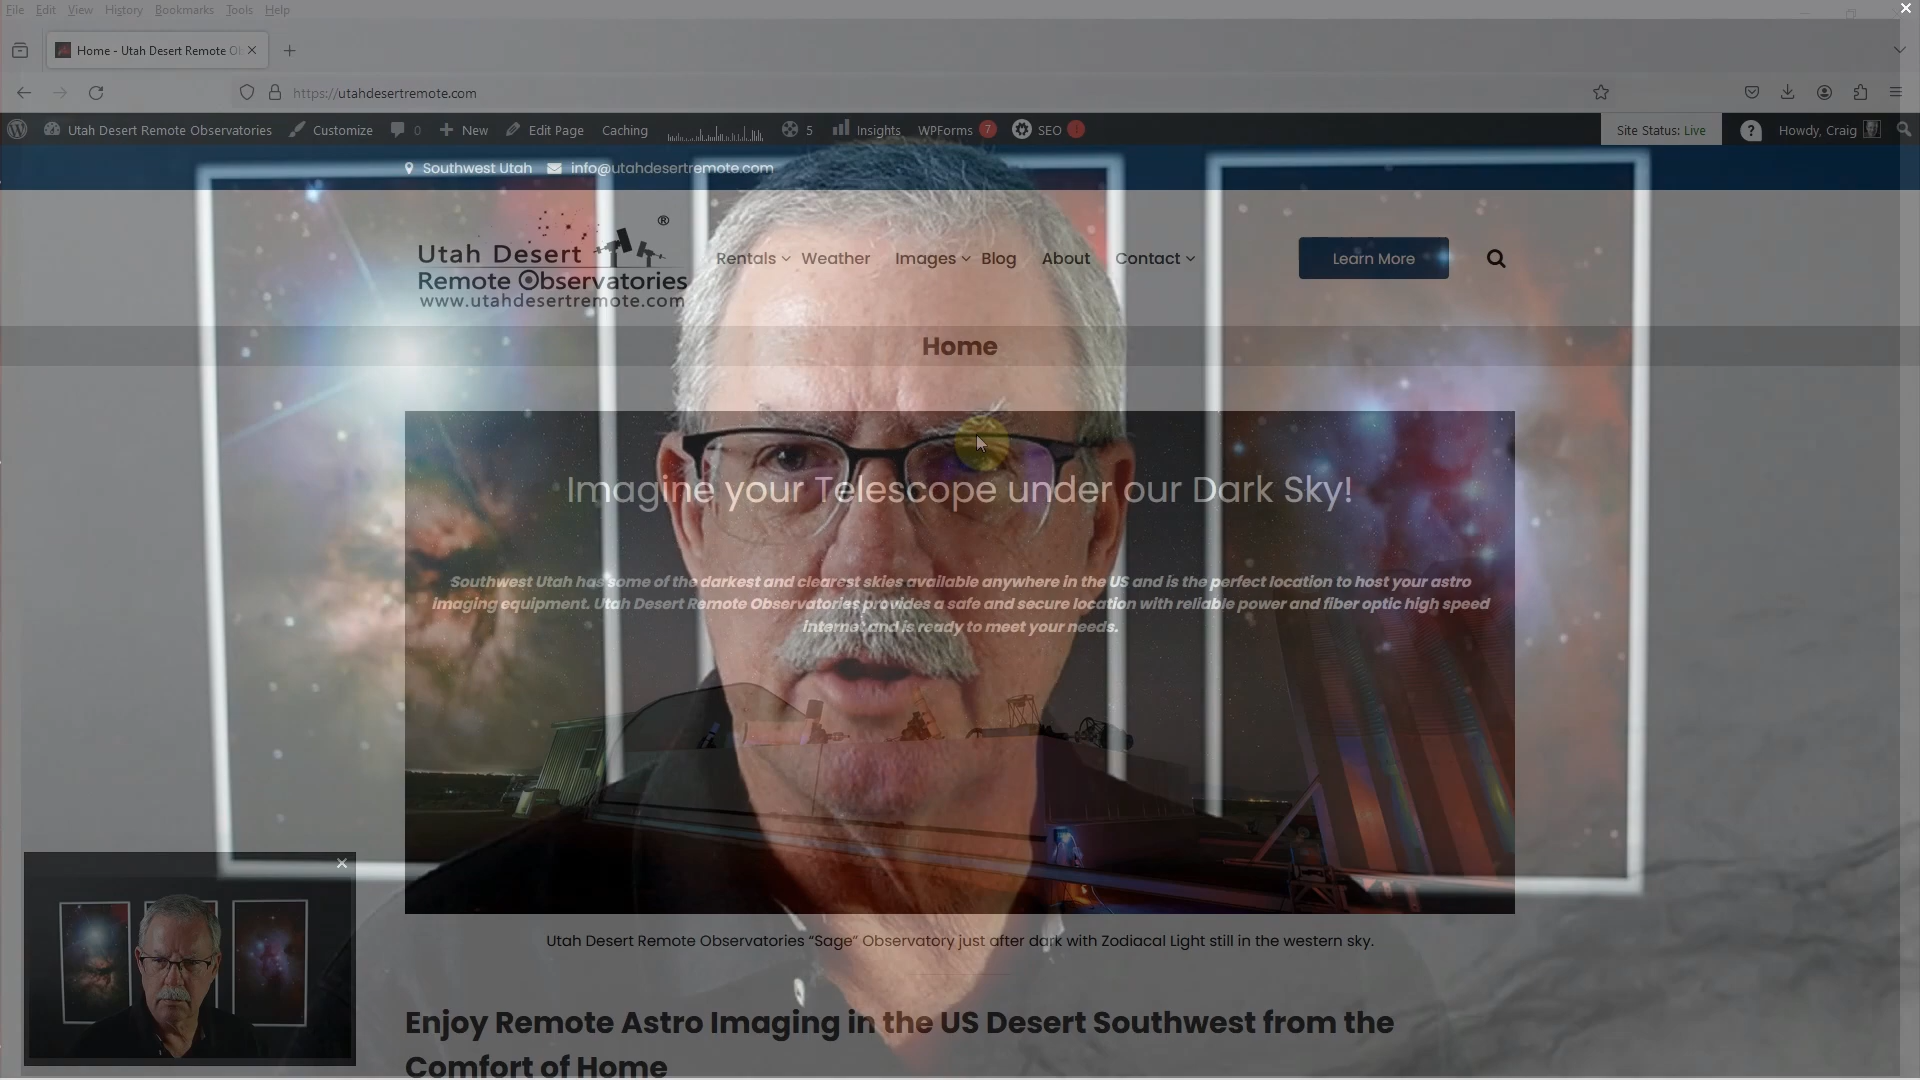 File Edit View History Bookmarks Tools Help
Home - Utah Desert Remote Ob
https://utahdesertremote.com
Utah Desert Remote Observatories Customize 0 New Edit Page Caching 5 Insights WPForms 7 SEO ! Site Status: Live ? Howdy, Craig
Southwest Utah info@utahdesertremote.com
Utah Desert ®
Remote Observatories
www.utahdesertremote.com
Rentals Weather Images Blog About Contact Learn More
Home
Imagine your Telescope under our Dark Sky!
Southwest Utah has some of the darkest and clearest skies available anywhere in the US and is the perfect location to host your astro
imaging equipment. Utah Desert Remote Observatories provides a safe and secure location with reliable power and fiber optic high speed
internet and is ready to meet your needs.
Utah Desert Remote Observatories “Sage” Observatory just after dark with Zodiacal Light still in the western sky.
Enjoy Remote Astro Imaging in the US Desert Southwest from the
Comfort of Home